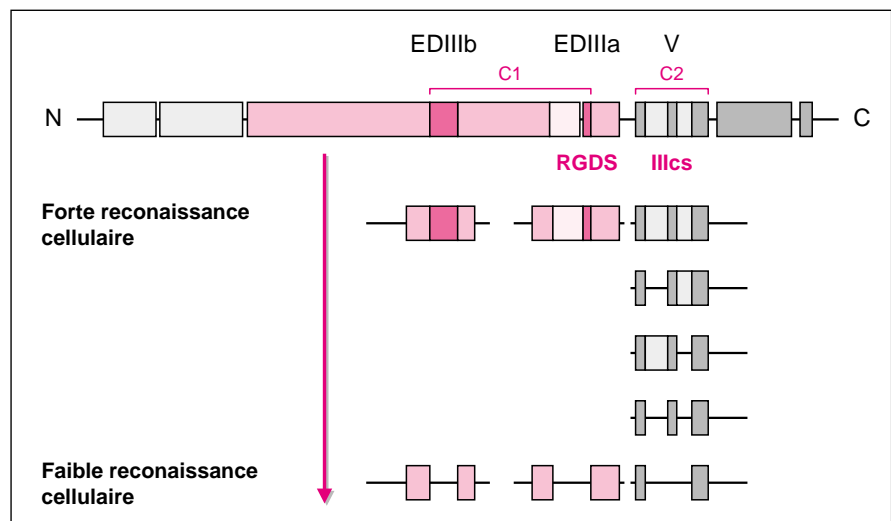 EDIIIb EDIIIa V
C1 C2
N C
RGDS IIIcs
Forte reconaissance
cellulaire
Faible reconaissance
cellulaire